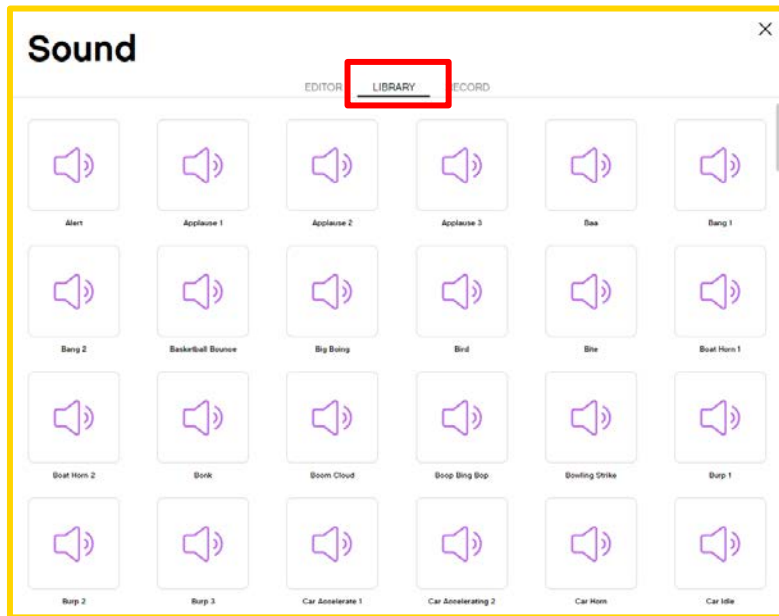 Sound
EDITOR LIBRARY ECORD
Alert Applause 1 Applause 2 Applause 3 Baa Bang 1
Bang 2 Basketball Bounce Big Boing Bird Bite Boat Horn 1
Boat Horn 2 Bonk Boom Cloud Boop Bing Bop Bowling Strike Burp 1
Burp 2 Burp 3 Car Accelerate 1 Car Accelerating 2 Car Horn Car Idle